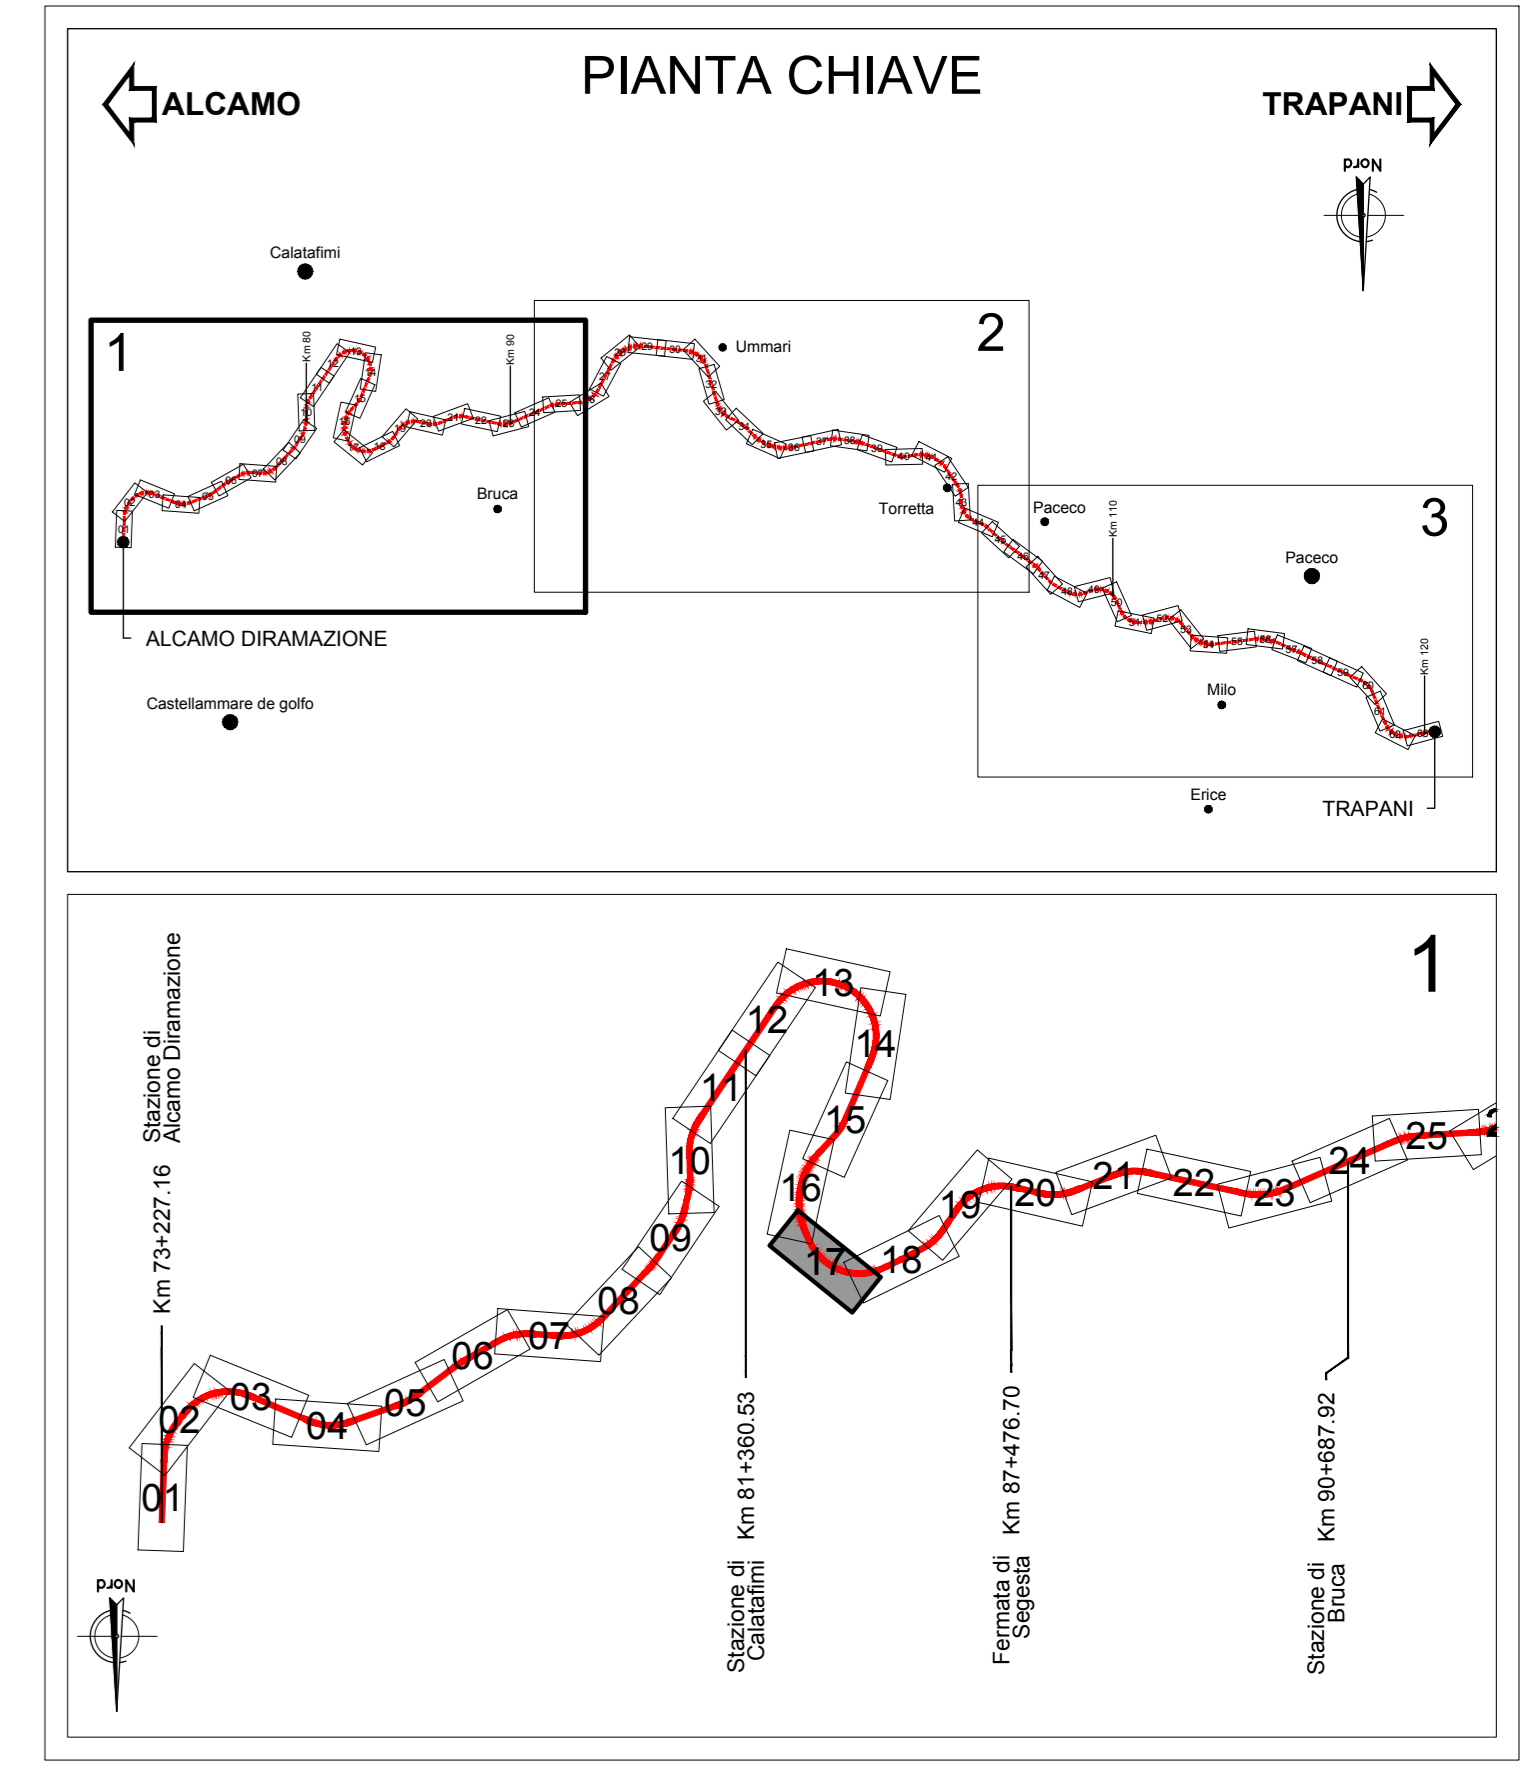 PIANTA CHIAVE
ALCAMO
TRAPANI
Nord
Calatafimi
1
2
3
Km 80
Km 90
Ummari
Bruca
Torretta
Paceco
Km 110
Paceco
Milo
Km 120
Erice
TRAPANI
ALCAMO DIRAMAZIONE
Castellammare de golfo
1
Stazione di
Alcamo Diramazione
Km 73+227.16
01
02
03
04
05
06
07
08
09
10
11
12
13
14
15
16
17
18
19
20
21
22
23
24
25
Km 81+360.53
Stazione di
Calatafimi
Km 87+476.70
Fermata di
Segesta
Km 90+687.92
Stazione di
Bruca
Nord